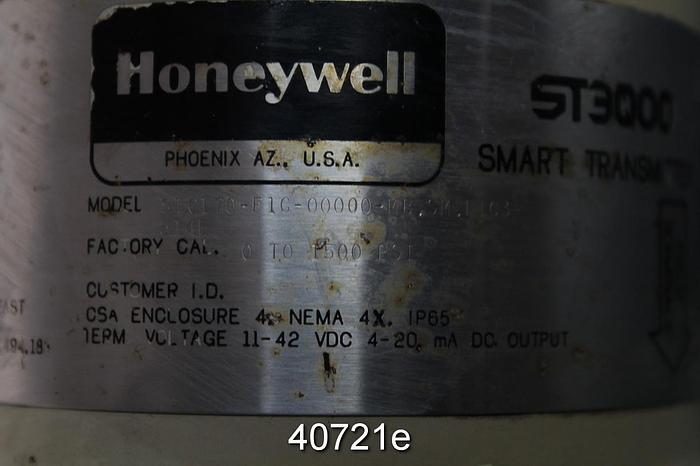 Honeywell
PHOENIX AZ., U.S.A.
ST3000
SMART
MODEL
FACTORY CAL. 0 TO 1500 PSI
CUSTOMER I.D.
CSA ENCLOSURE 4, NEMA 4X, IP65
TERM VOLTAGE 11-42 VDC 4-20 mA DC OUTPUT
40721e